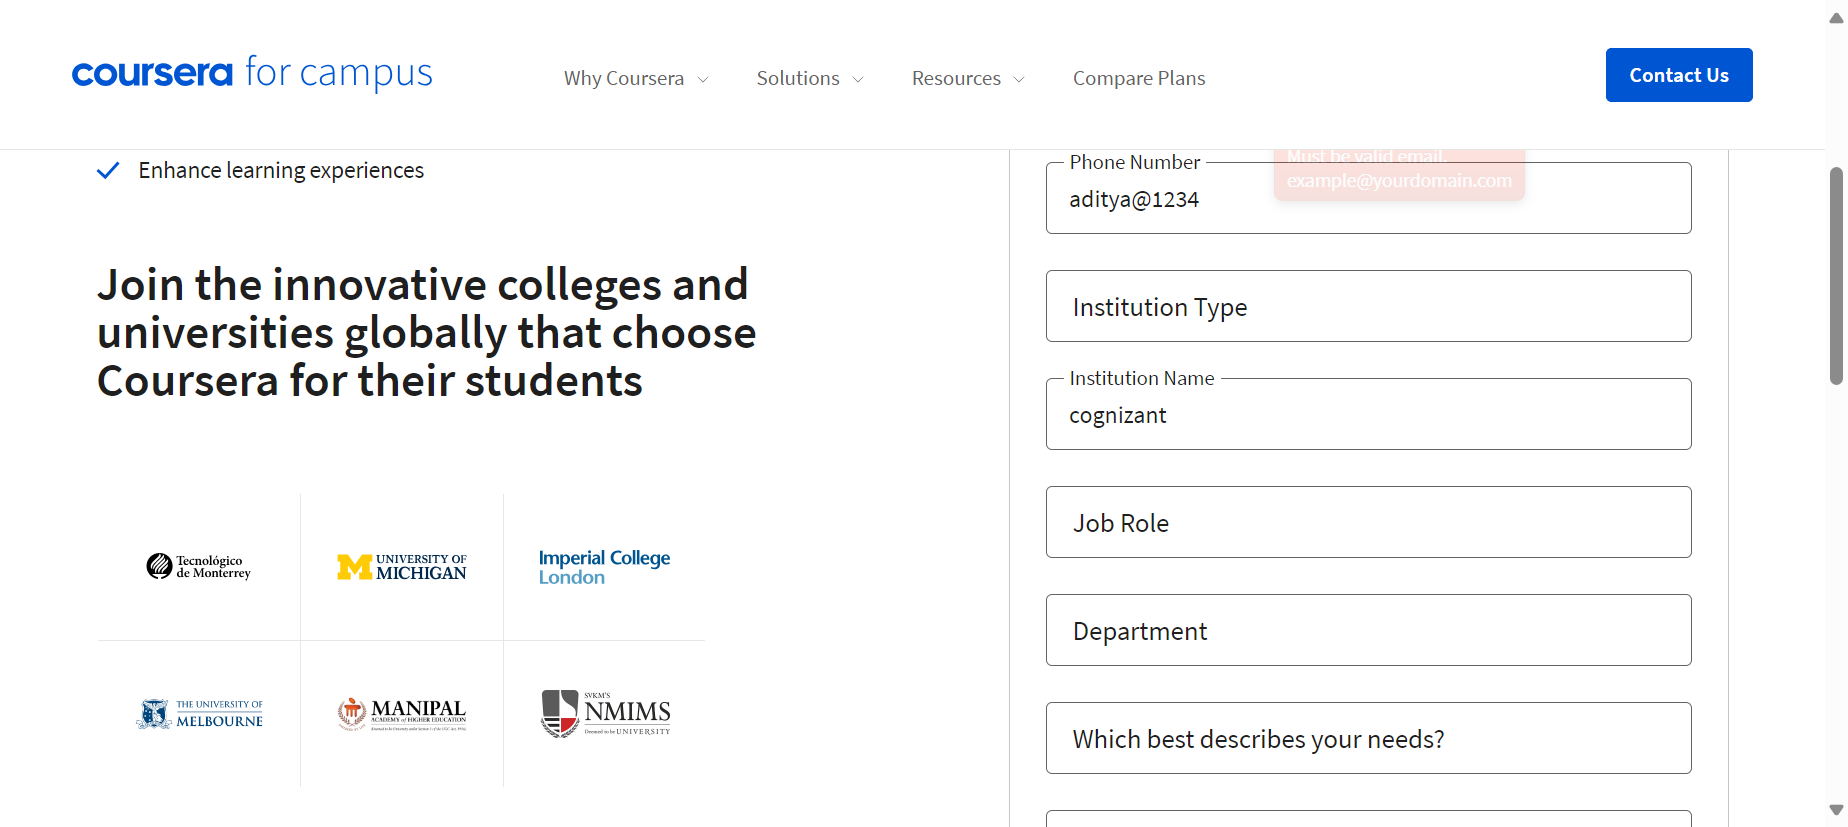 coursera for campus
Why Coursera
Solutions
Resources
Compare Plans
Contact Us
Enhance learning experiences
Join the innovative colleges and
universities globally that choose
Coursera for their students
Tecnológico
de Monterrey
UNIVERSITY OF
MICHIGAN
Imperial College
London
THE UNIVERSITY OF
MELBOURNE
MANIPAL
ACADEMY of HIGHER EDUCATION
SVKM'S
NMIMS
Deemed to be UNIVERSITY
Must be valid email.
example@yourdomain.com
Phone Number
aditya@1234
Institution Type
Institution Name
cognizant
Job Role
Department
Which best describes your needs?